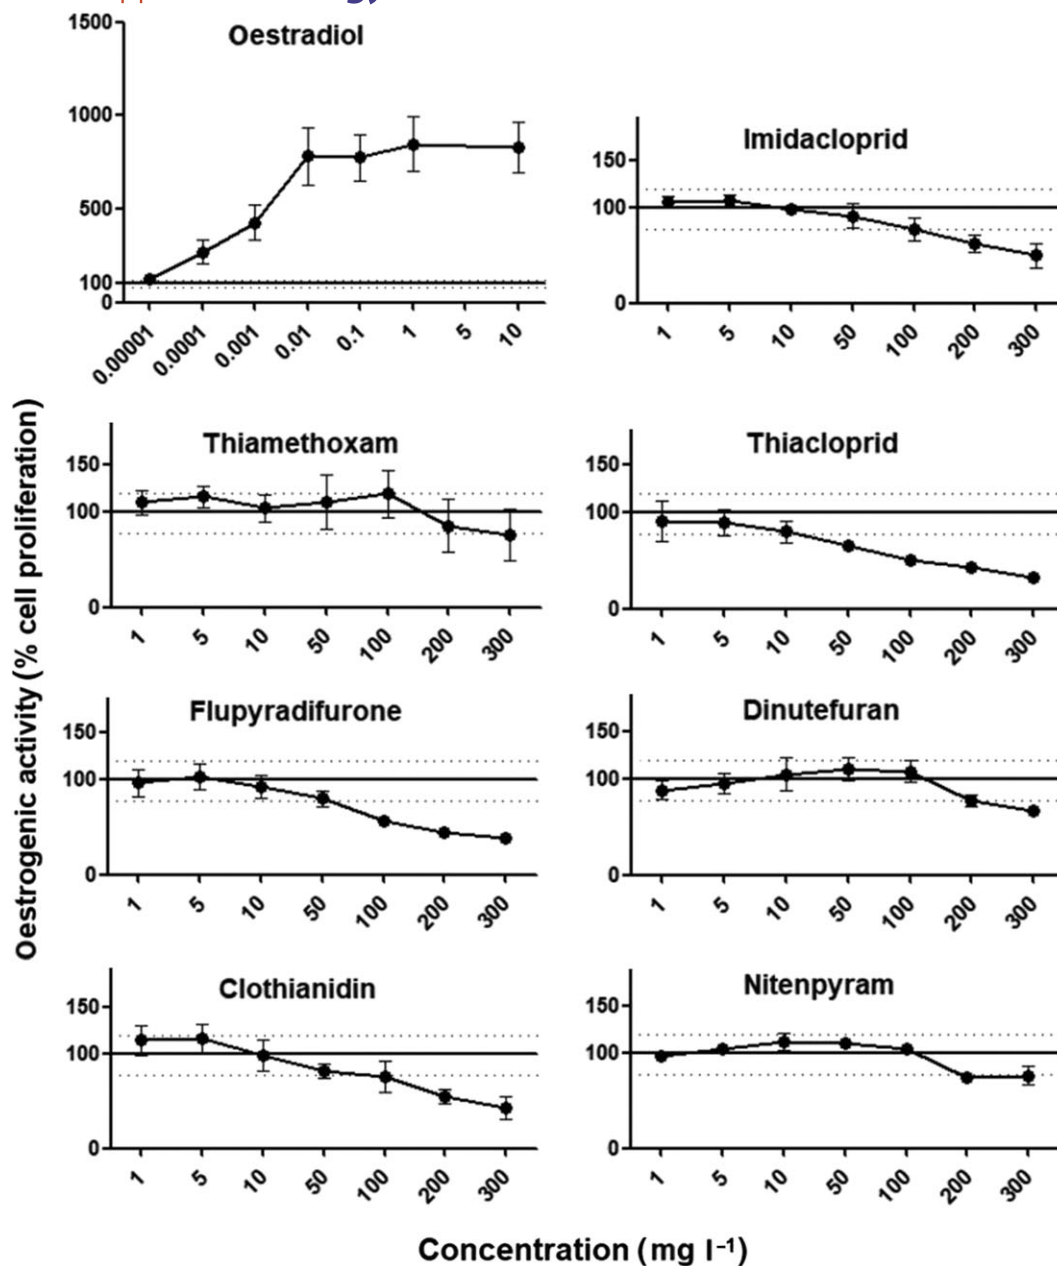 Oestradiol
1500
1000
500
100
0
0.00001 0.0001 0.001 0.01 0.1 1 5 10
Imidacloprid
150
100
0
1 5 10 50 100 200 300
Oestrogenic activity (% cell proliferation)
Thiamethoxam
150
100
0
1 5 10 50 100 200 300
Thiacloprid
150
100
0
1 5 10 50 100 200 300
Flupyradifurone
150
100
0
1 5 10 50 100 200 300
Dinutefuran
150
100
0
1 5 10 50 100 200 300
Clothianidin
150
100
0
1 5 10 50 100 200 300
Nitenpyram
150
100
0
1 5 10 50 100 200 300
Concentration (mg l⁻¹)